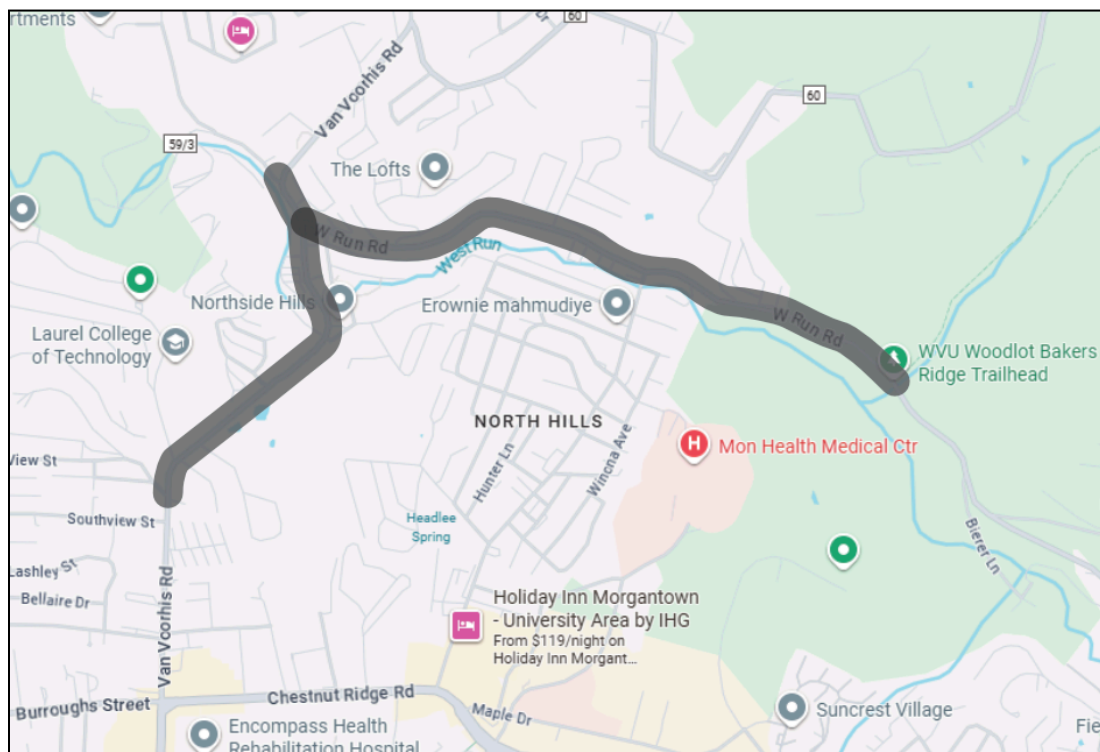 rtments
60
Dr
Van Voorhis Rd
60
59/3
The Lofts
W Run Rd
West Run
Northside Hills
Erownie mahmudiye
Laurel College
of Technology
W Run Rd
WVU Woodlot Bakers
Ridge Trailhead
NORTH HILLS
Mon Health Medical Ctr
View St
Hunter Ln
Winona Ave
Southview St
Headlee
Spring
Bierer Ln
Lashley St
Bellaire Dr
Van Voorhis Rd
Holiday Inn Morgantown
- University Area by IHG
From $119/night on
Holiday Inn Morgant...
Chestnut Ridge Rd
Burroughs Street
Maple Dr
Suncrest Village
Encompass Health
Rehabilitation Hospital
Fie